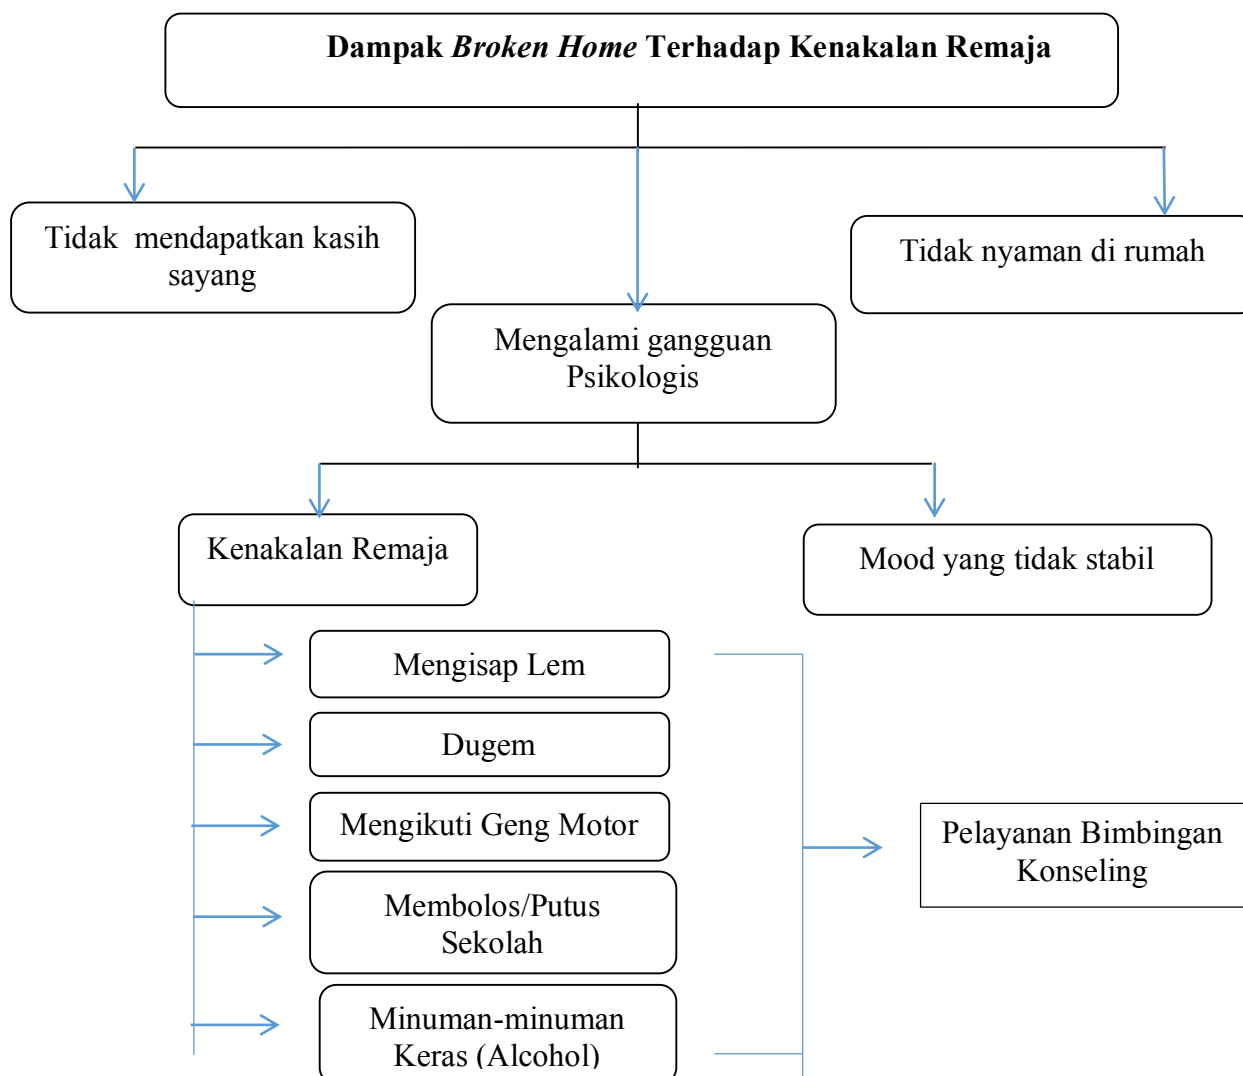 Dampak Broken Home Terhadap Kenakalan Remaja
Tidak mendapatkan kasih
sayang
Tidak nyaman di rumah
Mengalami gangguan
Psikologis
Kenakalan Remaja
Mood yang tidak stabil
Mengisap Lem
Dugem
Mengikuti Geng Motor
Membolos/Putus
Sekolah
Minuman-minuman
Keras (Alcohol)
Pelayanan Bimbingan
Konseling